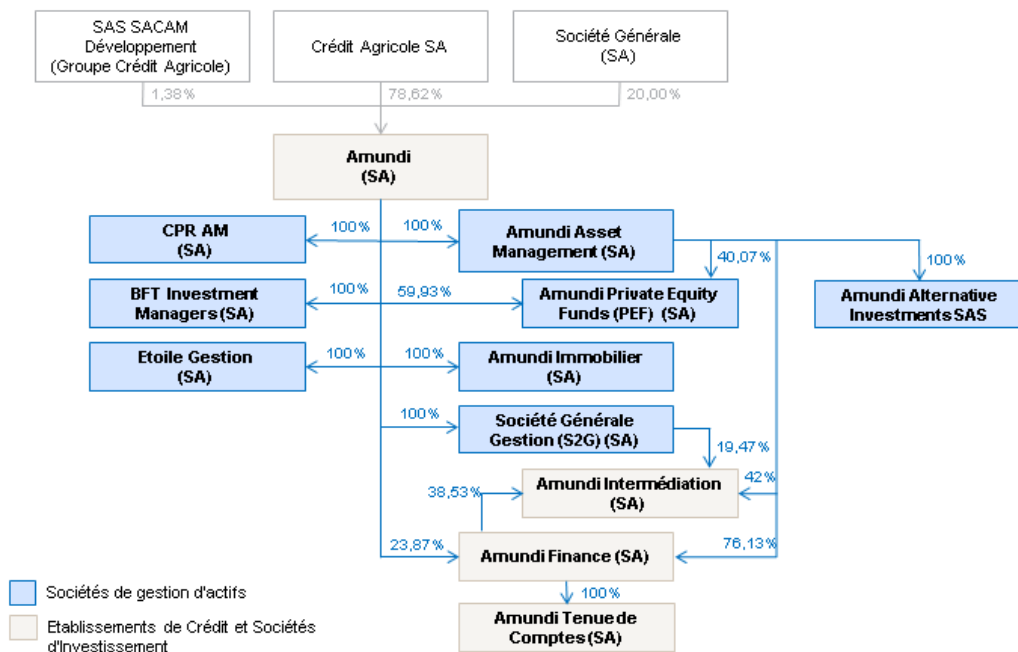 SAS SACAM
Développement
(Groupe Crédit Agricole)
Crédit Agricole SA
Société Générale
(SA)
1,38%
78,62%
20,00%
Amundi
(SA)
CPR AM
(SA)
100%
100%
Amundi Asset
Management (SA)
40,07%
100%
BFT Investment
Managers (SA)
100%
59,93%
Amundi Private Equity
Funds (PEF) (SA)
Amundi Alternative
Investments SAS
Etoile Gestion
(SA)
100%
100%
Amundi Immobilier
(SA)
100%
Société Générale
Gestion (S2G) (SA)
19,47%
38,53%
Amundi Intermédiation
(SA)
42%
23,87%
Amundi Finance (SA)
76,13%
100%
Amundi Tenue de
Comptes (SA)
Sociétés de gestion d'actifs
Etablissements de Crédit et Sociétés
d'Investissement